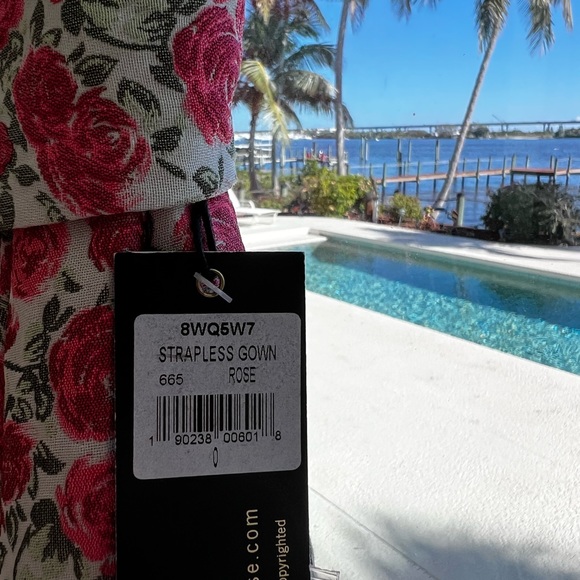 8WQ5W7
STRAPLESS GOWN
665 ROSE
1 90238 00601 8
0
se.com
opyrighted